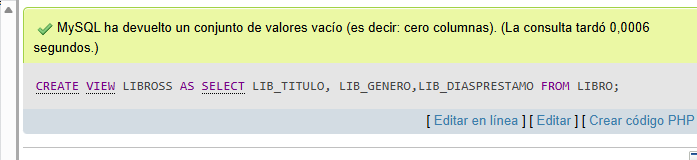 MySQL ha devuelto un conjunto de valores vacío (es decir: cero columnas). (La consulta tardó 0,0006
segundos.)
CREATE VIEW LIBROSS AS SELECT LIB_TITULO, LIB_GENERO,LIB_DIASPRESTAMO FROM LIBRO;
[ Editar en línea ] [ Editar ] [ Crear código PHP